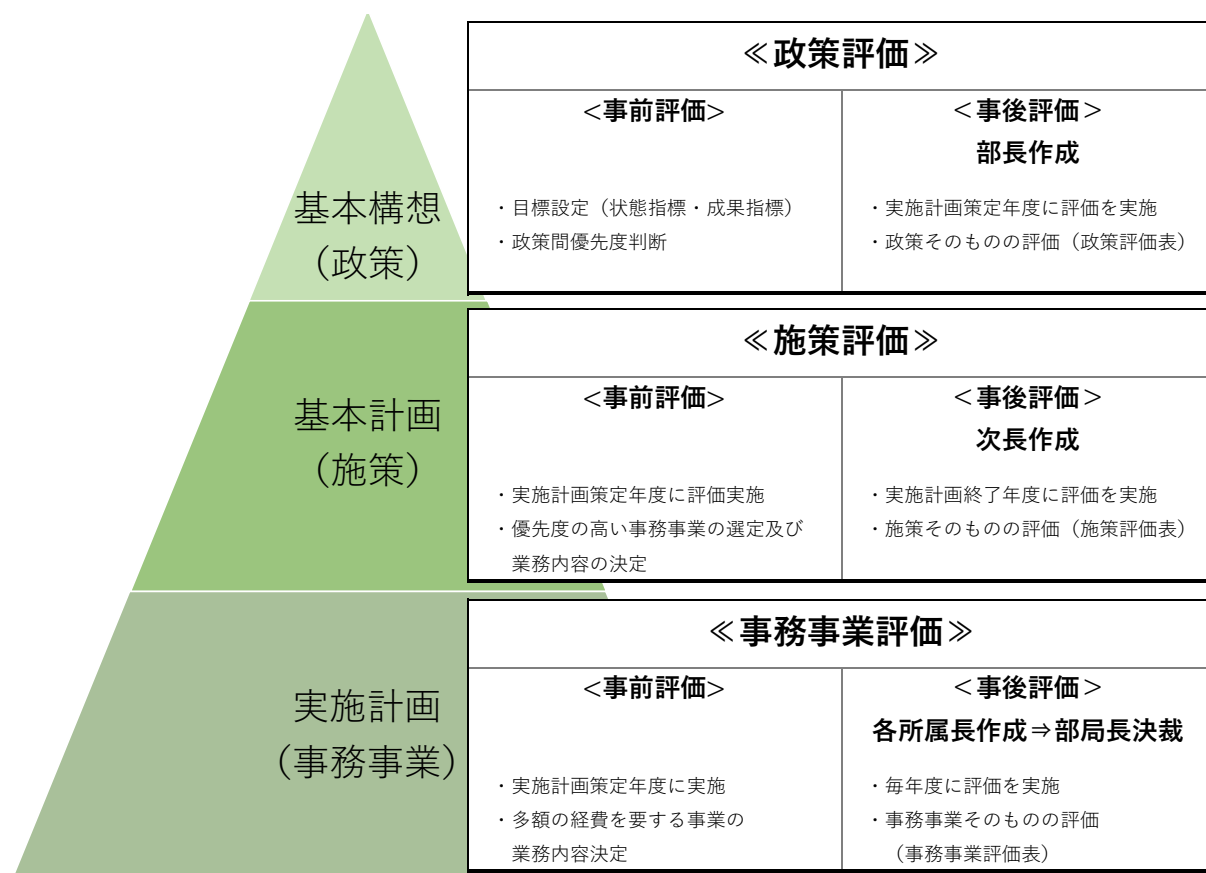 基本構想
（政策）
≪政策評価≫
<事前評価>
・目標設定（状態指標・成果指標）
・政策間優先度判断
＜事後評価＞
部長作成
・実施計画策定年度に評価を実施
・政策そのものの評価（政策評価表）
基本計画
（施策）
≪施策評価≫
<事前評価>
・実施計画策定年度に評価実施
・優先度の高い事務事業の選定及び
業務内容の決定
＜事後評価＞
次長作成
・実施計画終了年度に評価を実施
・施策そのものの評価（施策評価表）
実施計画
（事務事業）
≪事務事業評価≫
<事前評価>
・実施計画策定年度に実施
・多額の経費を要する事業の
業務内容決定
＜事後評価＞
各所属長作成⇒部局長決裁
・毎年度に評価を実施
・事務事業そのものの評価
（事務事業評価表）